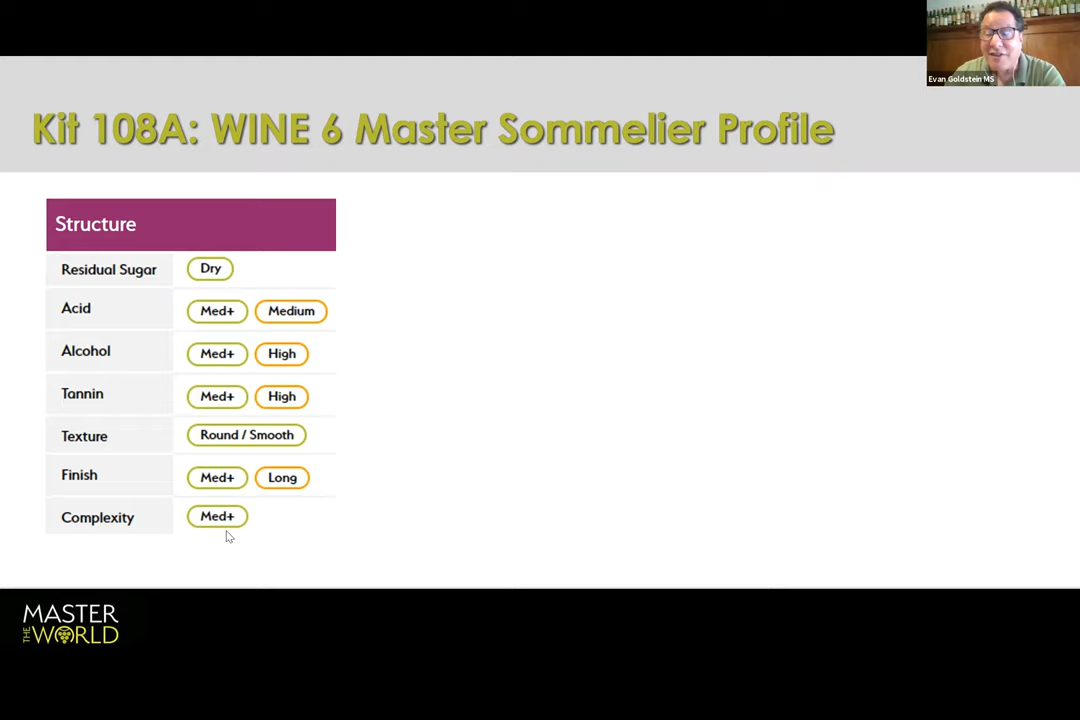 Evan Goldstein MS
Kit 108A: WINE 6 Master Sommelier Profile
Structure
Residual Sugar Dry
Acid Med+ Medium
Alcohol Med+ High
Tannin Med+ High
Texture Round / Smooth
Finish Med+ Long
Complexity Med+
MASTER
THE WORLD